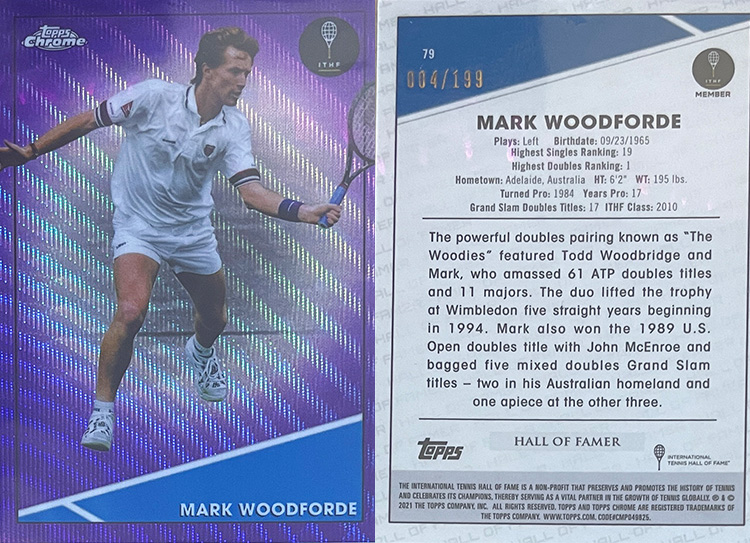 Topps
Chrome
ITHF
MARK WOODFORDE
79
004/199
ITHF
MEMBER
MARK WOODFORDE
Plays: Left Birthdate: 09/23/1965
Highest Singles Ranking: 19
Highest Doubles Ranking: 1
Hometown: Adelaide, Australia HT: 6'2" WT: 195 lbs.
Turned Pro: 1984 Years Pro: 17
Grand Slam Doubles Titles: 17 ITHF Class: 2010
The powerful doubles pairing known as "The
Woodies" featured Todd Woodbridge and
Mark, who amassed 61 ATP doubles titles
and 11 majors. The duo lifted the trophy
at Wimbledon five straight years beginning
in 1994. Mark also won the 1989 U.S.
Open doubles title with John McEnroe and
bagged five mixed doubles Grand Slam
titles – two in his Australian homeland and
one apiece at the other three.
Topps
HALL OF FAMER
INTERNATIONAL
TENNIS HALL OF FAME
THE INTERNATIONAL TENNIS HALL OF FAME IS A NON-PROFIT THAT PRESERVES AND PROMOTES THE HISTORY OF TENNIS
AND CELEBRATES ITS CHAMPIONS, THEREBY SERVING AS A VITAL PARTNER IN THE GROWTH OF TENNIS GLOBALLY. ® & ©
2021 THE TOPPS COMPANY, INC. ALL RIGHTS RESERVED. TOPPS AND TOPPS CHROME ARE REGISTERED TRADEMARKS OF
THE TOPPS COMPANY. WWW.TOPPS.COM. CODE#CMP049825.